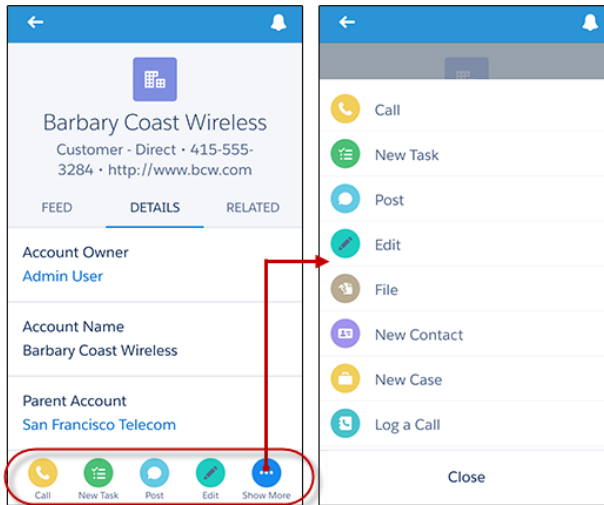 Barbary Coast Wireless
Customer - Direct · 415-555-
3284 · http://www.bcw.com
FEED DETAILS RELATED
Account Owner
Admin User
Account Name
Barbary Coast Wireless
Parent Account
San Francisco Telecom
Call New Task Post Edit Show More
Call
New Task
Post
Edit
File
New Contact
New Case
Log a Call
Close